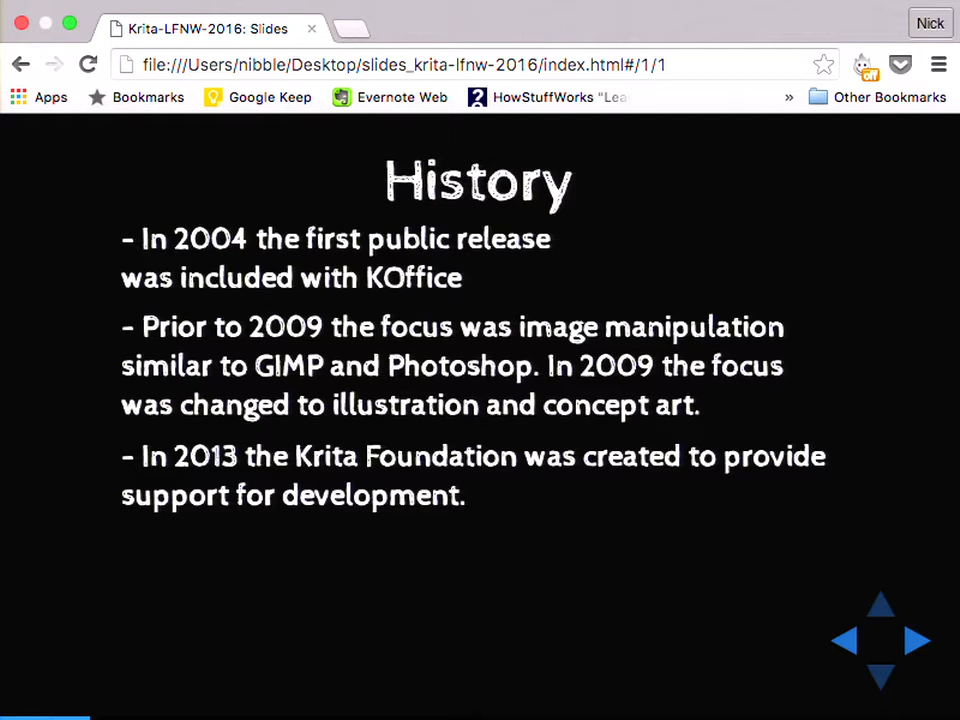 Krita-LFNW-2016: Slides
Nick
file:///Users/nibble/Desktop/slides_krita-lfnw-2016/index.html#/1/1
off
Apps Bookmarks Google Keep Evernote Web HowStuffWorks "Lea » Other Bookmarks
History
- In 2004 the first public release
was included with KOffice
- Prior to 2009 the focus was image manipulation
similar to GIMP and Photoshop. In 2009 the focus
was changed to illustration and concept art.
- In 2013 the Krita Foundation was created to provide
support for development.